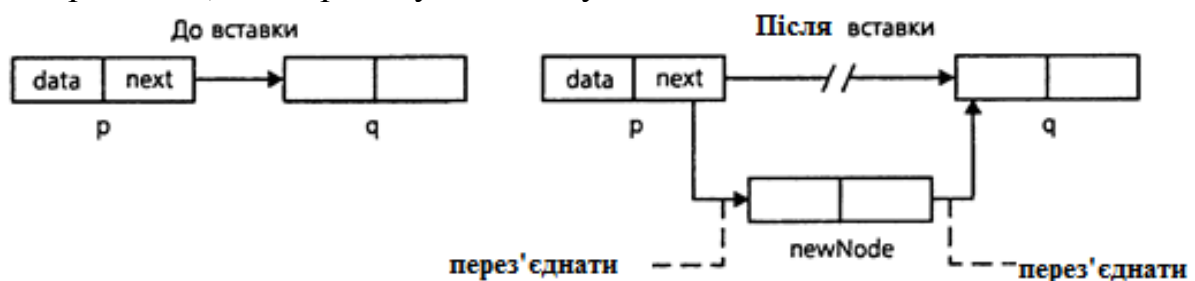 До вставки
Після вставки
data next
data next
p
q
p
q
newNode
перез'єднати
перез'єднати